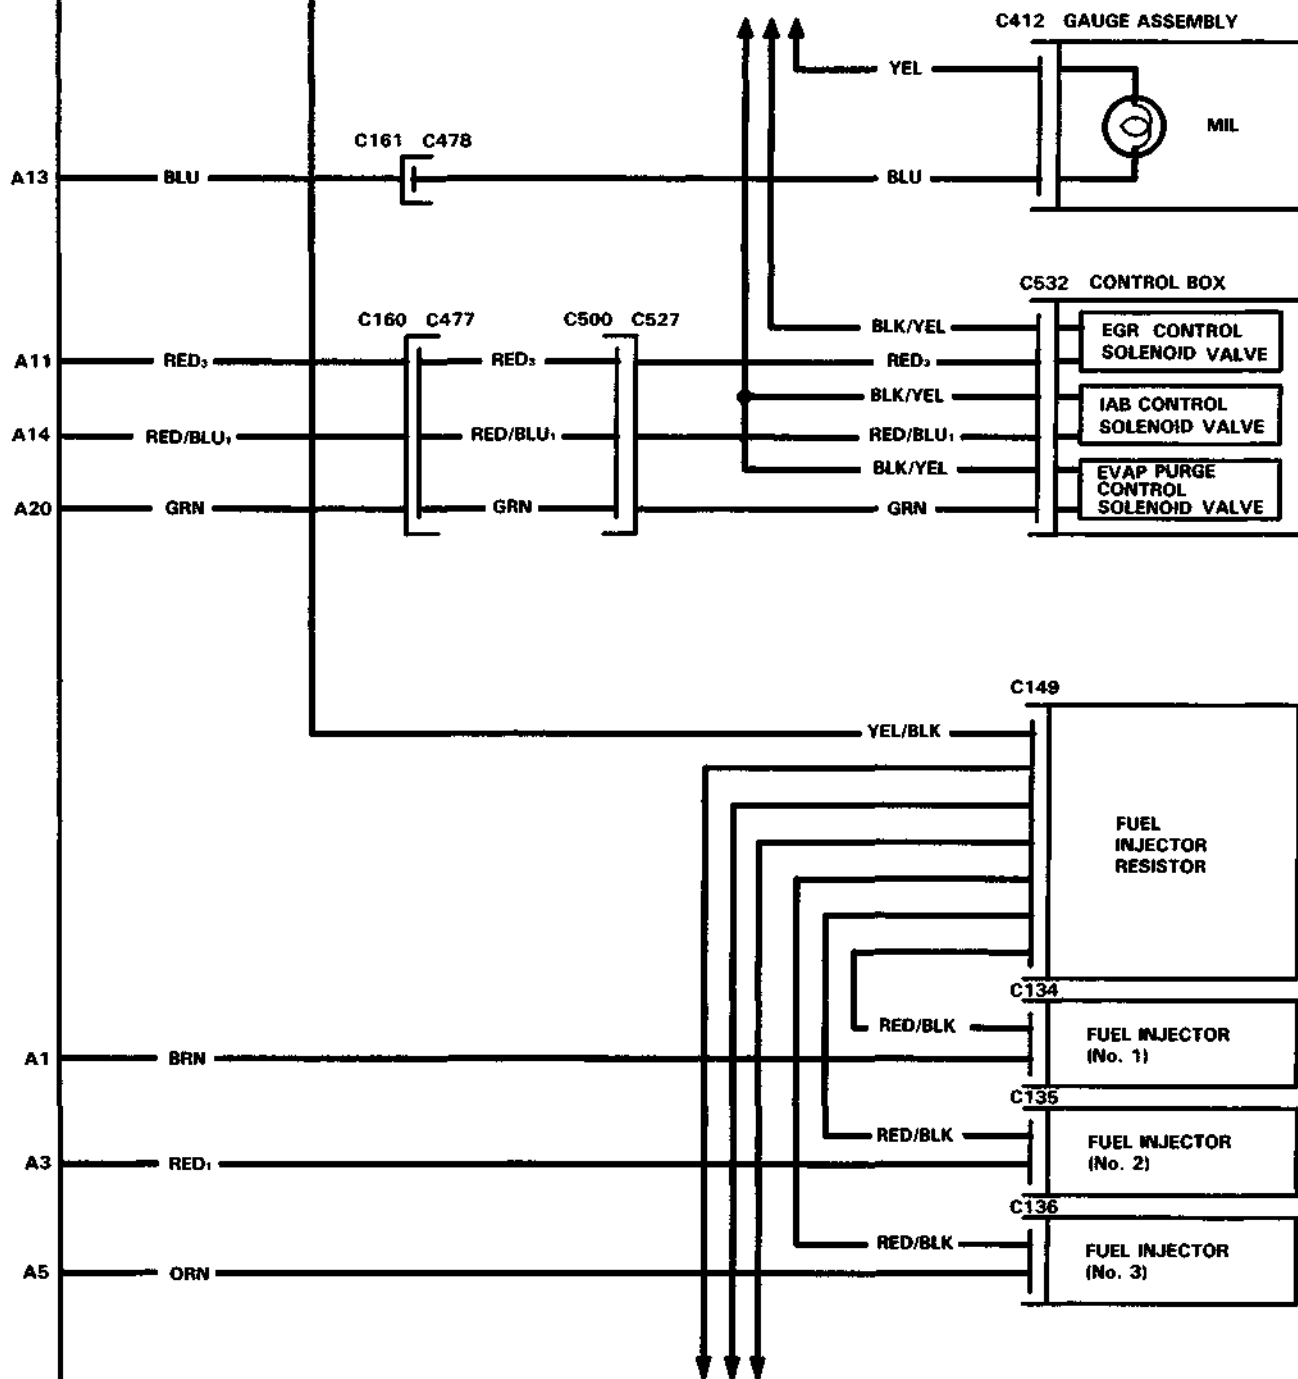 C412 GAUGE ASSEMBLY
YEL
MIL
C161 C478
A13 BLU BLU
C532 CONTROL BOX
C160 C477 C500 C527
BLK/YEL EGR CONTROL
SOLENOID VALVE
A11 RED₃ RED₃ RED₃
BLK/YEL IAB CONTROL
SOLENOID VALVE
A14 RED/BLU₁ RED/BLU₁ RED/BLU₁
BLK/YEL EVAP PURGE
CONTROL
SOLENOID VALVE
A20 GRN GRN GRN
C149
YEL/BLK
FUEL
INJECTOR
RESISTOR
C134
RED/BLK FUEL INJECTOR
(No. 1)
A1 BRN
C135
RED/BLK FUEL INJECTOR
(No. 2)
A3 RED₁
C136
RED/BLK FUEL INJECTOR
(No. 3)
A5 ORN